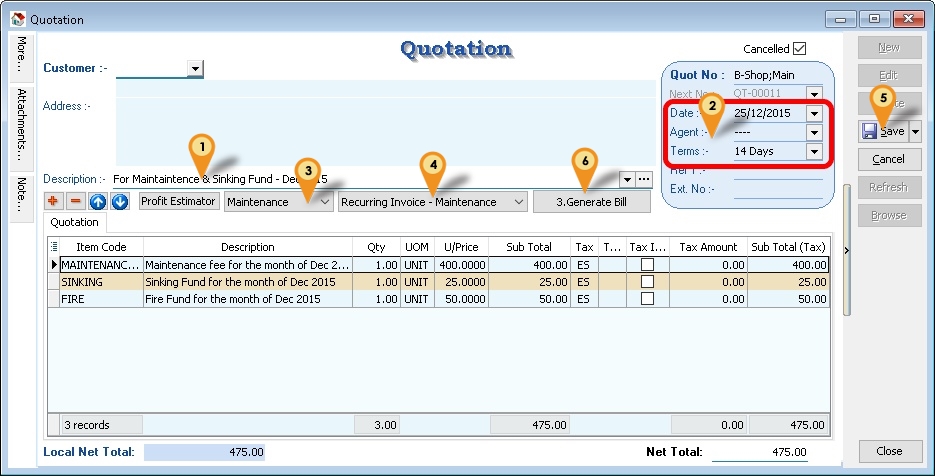 Quotation
More...
Attachments...
Note...
Quotation
Cancelled
Customer :-
Address :-
Quot No : B-Shop;Main
Next No QT-00011
Date : 25/12/2015
Agent :- ----
Terms :- 14 Days
Ext. No :-
1
2
3
4
5
6
Description :- For Maintaintence & Sinking Fund - Dec 2015
Profit Estimator Maintenance Recurring Invoice - Maintenance 3.Generate Bill
New
Edit
Save
Cancel
Refresh
Browse
Quotation
Item Code Description Qty UOM U/Price Sub Total Tax T... Tax I... Tax Amount Sub Total (Tax)
MAINTENANC... Maintenance fee for the month of Dec 2... 1.00 UNIT 400.0000 400.00 ES 0.00 400.00
SINKING Sinking Fund for the month of Dec 2015 1.00 UNIT 25.0000 25.00 ES 0.00 25.00
FIRE Fire Fund for the month of Dec 2015 1.00 UNIT 50.0000 50.00 ES 0.00 50.00
3 records 3.00 475.00 0.00 475.00
Local Net Total: 475.00 Net Total: 475.00
Close